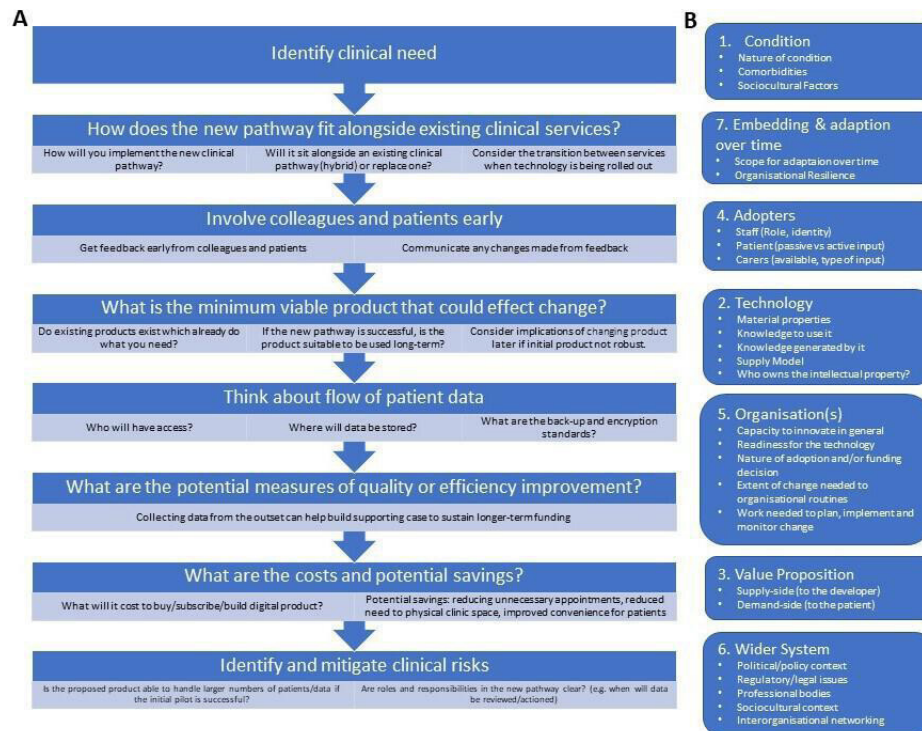 A
Identify clinical need
How does the new pathway fit alongside existing clinical services?
How will you implement the new clinical
pathway?
Will it sit alongside an existing clinical
pathway (hybrid) or replace one?
Consider the transition between services
when technology is being rolled out
Involve colleagues and patients early
Get feedback early from colleagues and patients
Communicate any changes made from feedback
What is the minimum viable product that could effect change?
Do existing products exist which already do
what you need?
If the new pathway is successful, is the
product suitable to be used long-term?
Consider implications of changing product
later if initial product not robust.
Think about flow of patient data
Who will have access?
Where will data be stored?
What are the back-up and encryption
standards?
What are the potential measures of quality or efficiency improvement?
Collecting data from the outset can help build supporting case to sustain longer-term funding
What are the costs and potential savings?
What will it cost to buy/subscribe/build digital product?
Potential savings: reducing unnecessary appointments, reduced
need to physical clinic space, improved convenience for patients
Identify and mitigate clinical risks
Is the proposed product able to handle larger numbers of patients/data if
the initial pilot is successful?
Are roles and responsibilities in the new pathway clear? (e.g. when will data
be reviewed/actioned)
B
1. Condition
• Nature of condition
• Comorbidities
• Sociocultural Factors
7. Embedding & adaption
over time
• Scope for adaptaion over time
• Organisational Resilience
4. Adopters
• Staff (Role, identity)
• Patient (passive vs active input)
• Carers (available, type of input)
2. Technology
• Material properties
• Knowledge to use it
• Knowledge generated by it
• Supply Model
• Who owns the intellectual property?
5. Organisation(s)
• Capacity to innovate in general
• Readiness for the technology
• Nature of adoption and/or funding
decision
• Extent of change needed to
organisational routines
• Work needed to plan, implement and
monitor change
3. Value Proposition
• Supply-side (to the developer)
• Demand-side (to the patient)
6. Wider System
• Political/policy context
• Regulatory/legal issues
• Professional bodies
• Sociocultural context
• Interorganisational networking